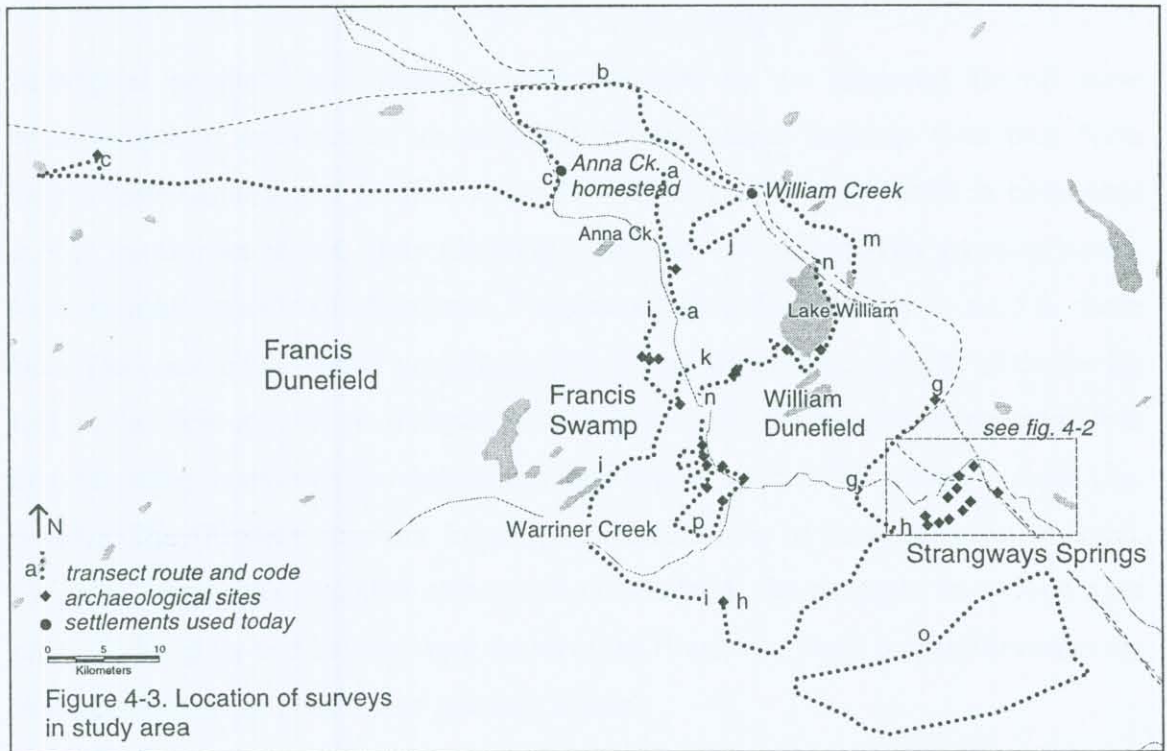 b
c
c
Anna Ck.
homestead
a
William Creek
Anna Ck.
j
m
n
a
Lake William
i
k
Francis
Dunefield
Francis
Swamp
n
William
Dunefield
g
see fig. 4-2
i
g
N
Warriner Creek
p
h
Strangways Springs
a
transect route and code
archaeological sites
settlements used today
i
h
o
0 5 10
Kilometers
Figure 4-3. Location of surveys
in study area